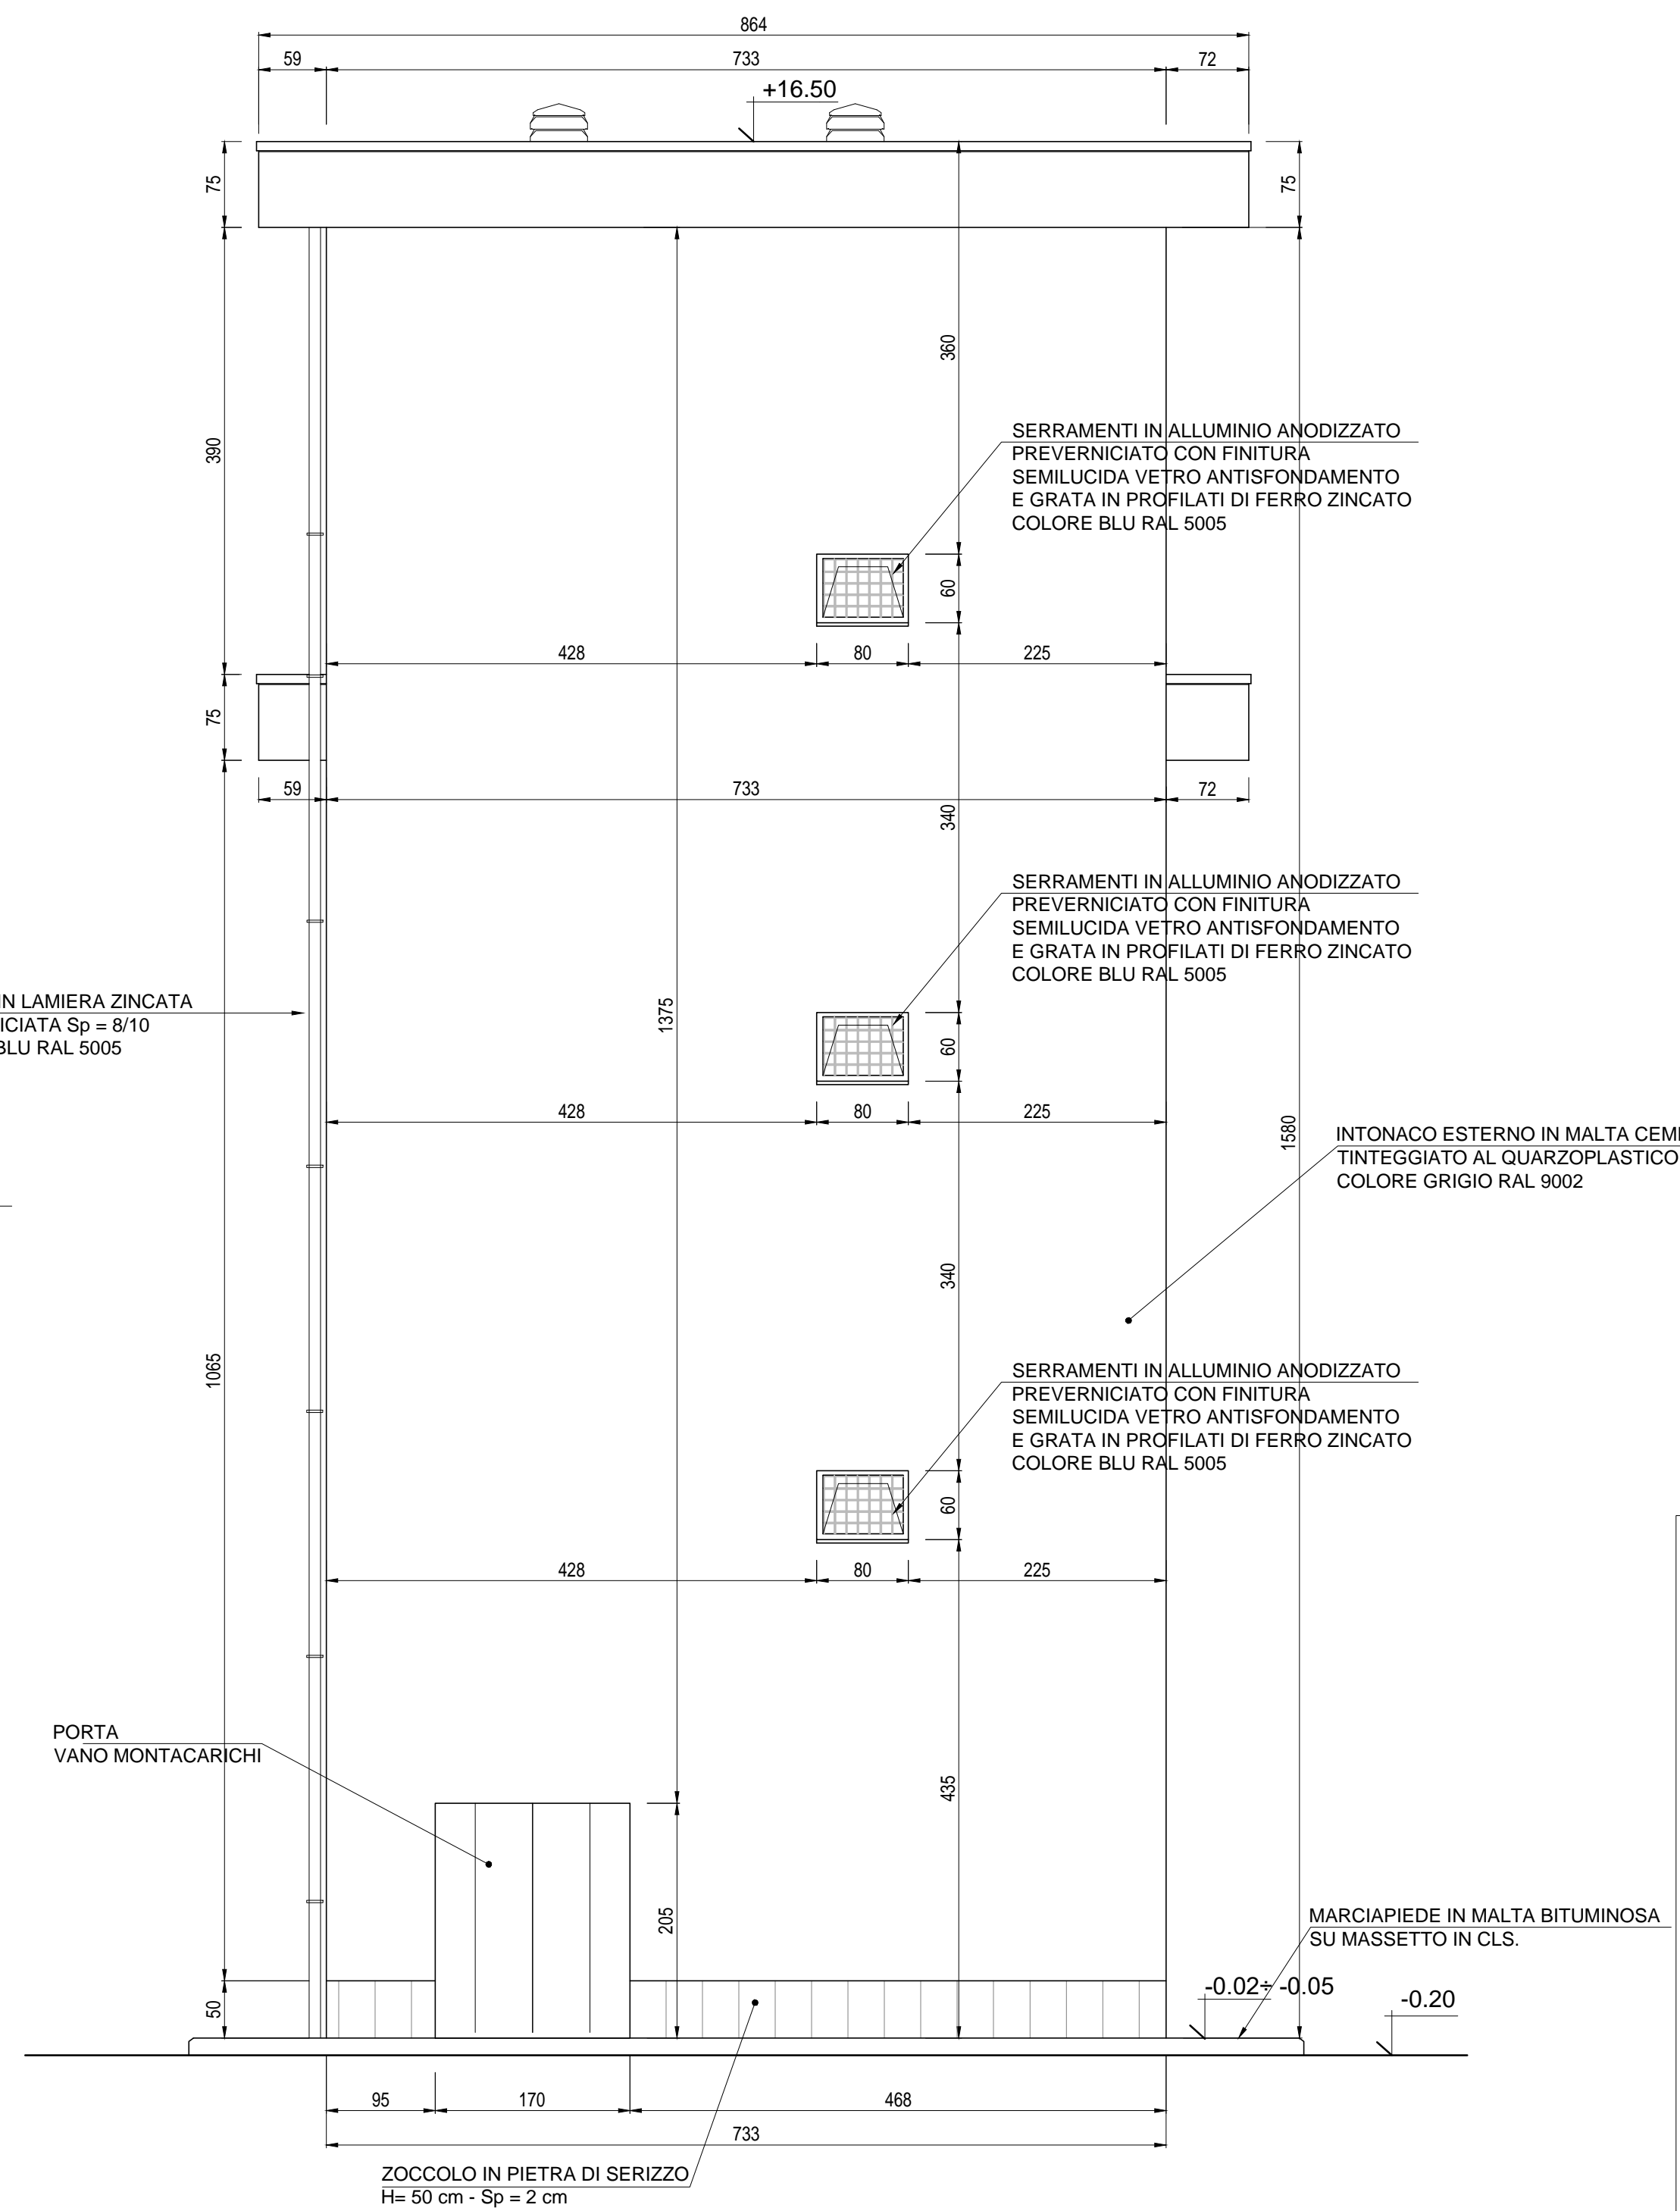 864
59 733 72
+16.50
75 75
360
390
SERRAMENTI IN ALLUMINIO ANODIZZATO
PREVERNICIATO CON FINITURA
SEMILUCIDA VETRO ANTISFONDAMENTO
E GRATA IN PROFILATI DI FERRO ZINCATO
COLORE BLU RAL 5005
60
428 80 225
75
59 733 72
340
SERRAMENTI IN ALLUMINIO ANODIZZATO
PREVERNICIATO CON FINITURA
SEMILUCIDA VETRO ANTISFONDAMENTO
E GRATA IN PROFILATI DI FERRO ZINCATO
COLORE BLU RAL 5005
IN LAMIERA ZINCATA
ICIATA Sp = 8/10
BLU RAL 5005
1375
60
428 80 225
1580
INTONACO ESTERNO IN MALTA CEM
TINTEGGIATO AL QUARZOPLASTICO
COLORE GRIGIO RAL 9002
340
1065
SERRAMENTI IN ALLUMINIO ANODIZZATO
PREVERNICIATO CON FINITURA
SEMILUCIDA VETRO ANTISFONDAMENTO
E GRATA IN PROFILATI DI FERRO ZINCATO
COLORE BLU RAL 5005
60
428 80 225
PORTA
VANO MONTACARICHI
435
205
MARCIAPIEDE IN MALTA BITUMINOSA
SU MASSETTO IN CLS.
-0.02÷ -0.05
-0.20
50
95 170 468
733
ZOCCOLO IN PIETRA DI SERIZZO
H= 50 cm - Sp = 2 cm